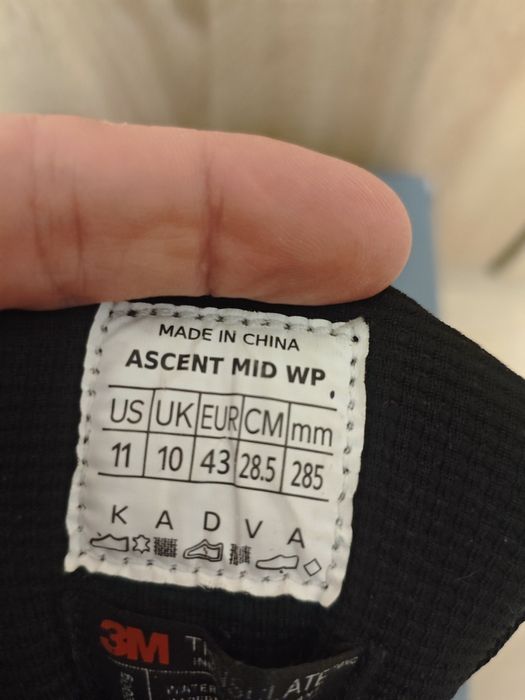 MADE IN CHINA
ASCENT MID WP
US UK EUR CM mm
11 10 43 28.5 285
K A D V A
3M